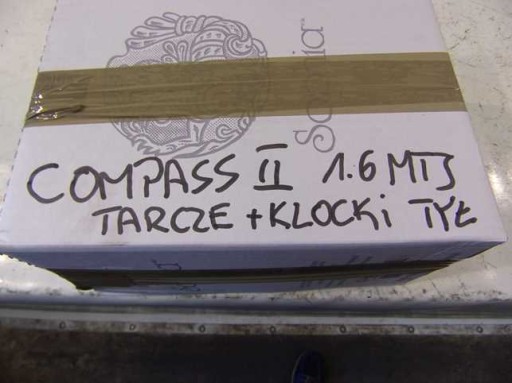 COMPASS II 1.6 MTJ
TARCZE + KLOCKi TYŁ